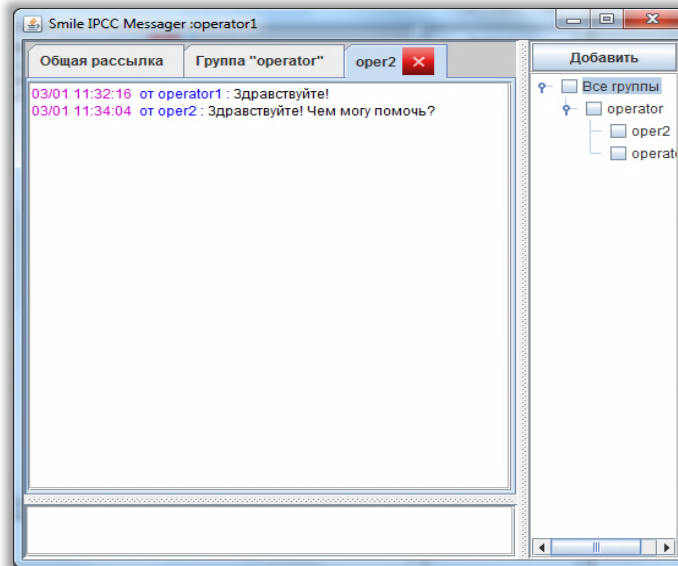 Smile IPCC Messager :operator1
Общая рассылка
Группа "operator"
oper2
Добавить
03/01 11:32:16 от operator1 : Здравствуйте!
03/01 11:34:04 от oper2 : Здравствуйте! Чем могу помочь?
Все группы
operator
oper2
operato